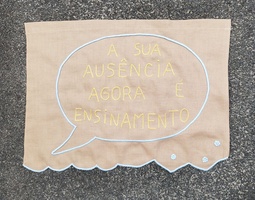 A SUA
AUSÊNCIA
AGORA É
ENSINAMENTO